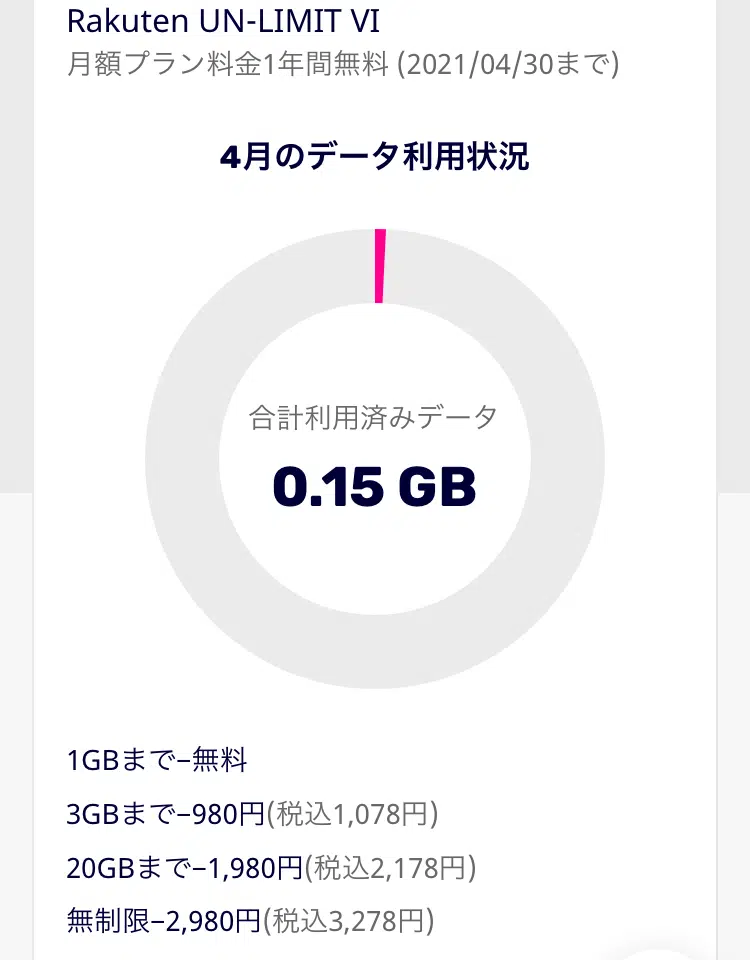 Rakuten UN-LIMIT VI
月額プラン料金1年間無料 (2021/04/30まで)
4月のデータ利用状況
合計利用済みデータ
0.15 GB
1GBまで–無料
3GBまで–980円(税込1,078円)
20GBまで–1,980円(税込2,178円)
無制限–2,980円(税込3,278円)